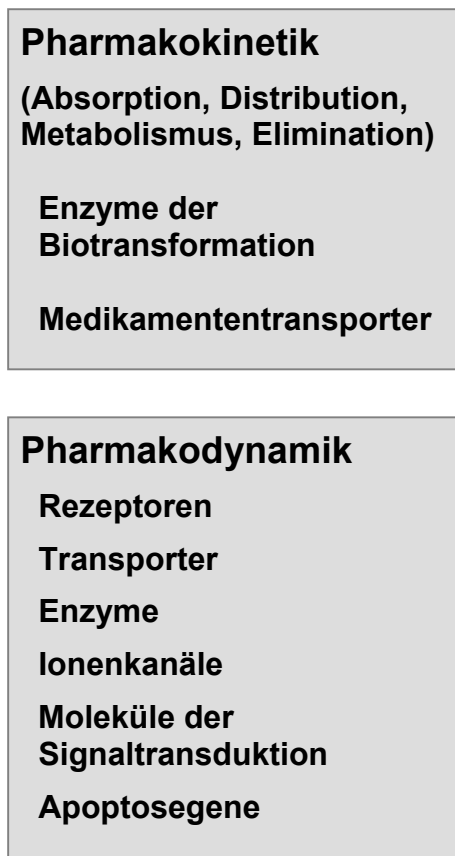 Pharmakokinetik
(Absorption, Distribution,
Metabolismus, Elimination)
Enzyme der
Biotransformation
Medikamententransporter
Pharmakodynamik
Rezeptoren
Transporter
Enzyme
Ionenkanäle
Moleküle der
Signaltransduktion
Apoptosegene